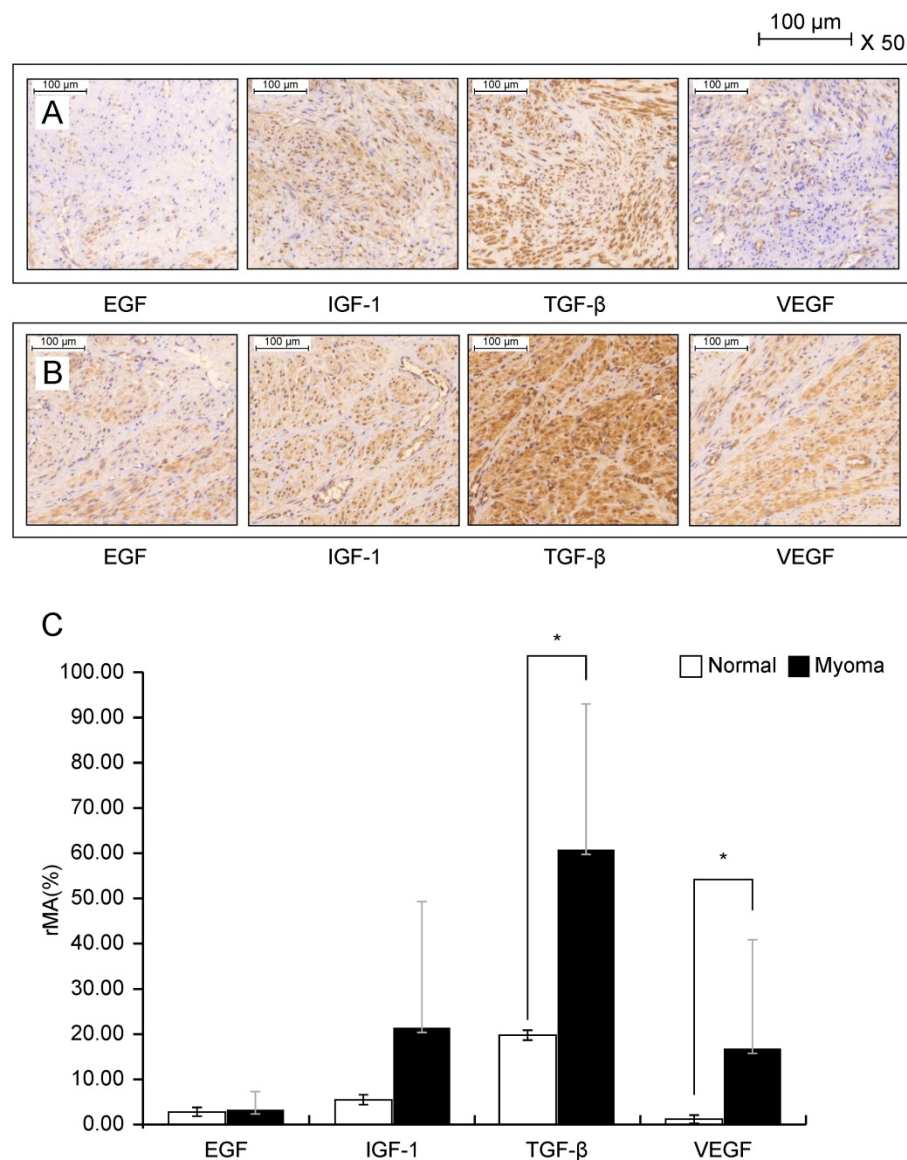 100 µm
X 50
100 µm 100 µm 100 µm 100 µm
A
EGF IGF-1 TGF-β VEGF
100 µm 100 µm 100 µm 100 µm
B
EGF IGF-1 TGF-β VEGF
C
* *
Normal Myoma
100.00
90.00
80.00
70.00
60.00
50.00
40.00
30.00
20.00
10.00
0.00
rMA(%)
EGF IGF-1 TGF-β VEGF